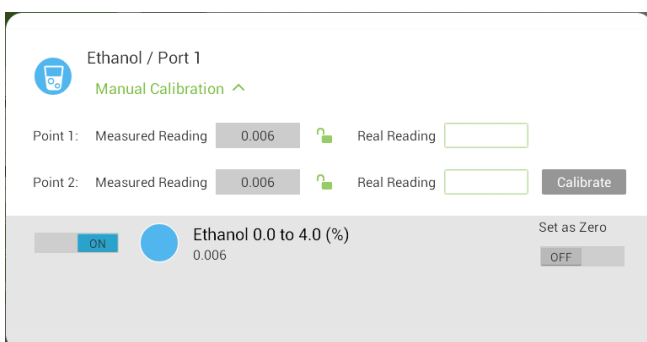 Ethanol / Port 1
Manual Calibration
Point 1: Measured Reading 0.006 Real Reading
Point 2: Measured Reading 0.006 Real Reading Calibrate
ON Ethanol 0.0 to 4.0 (%) Set as Zero
0.006 OFF